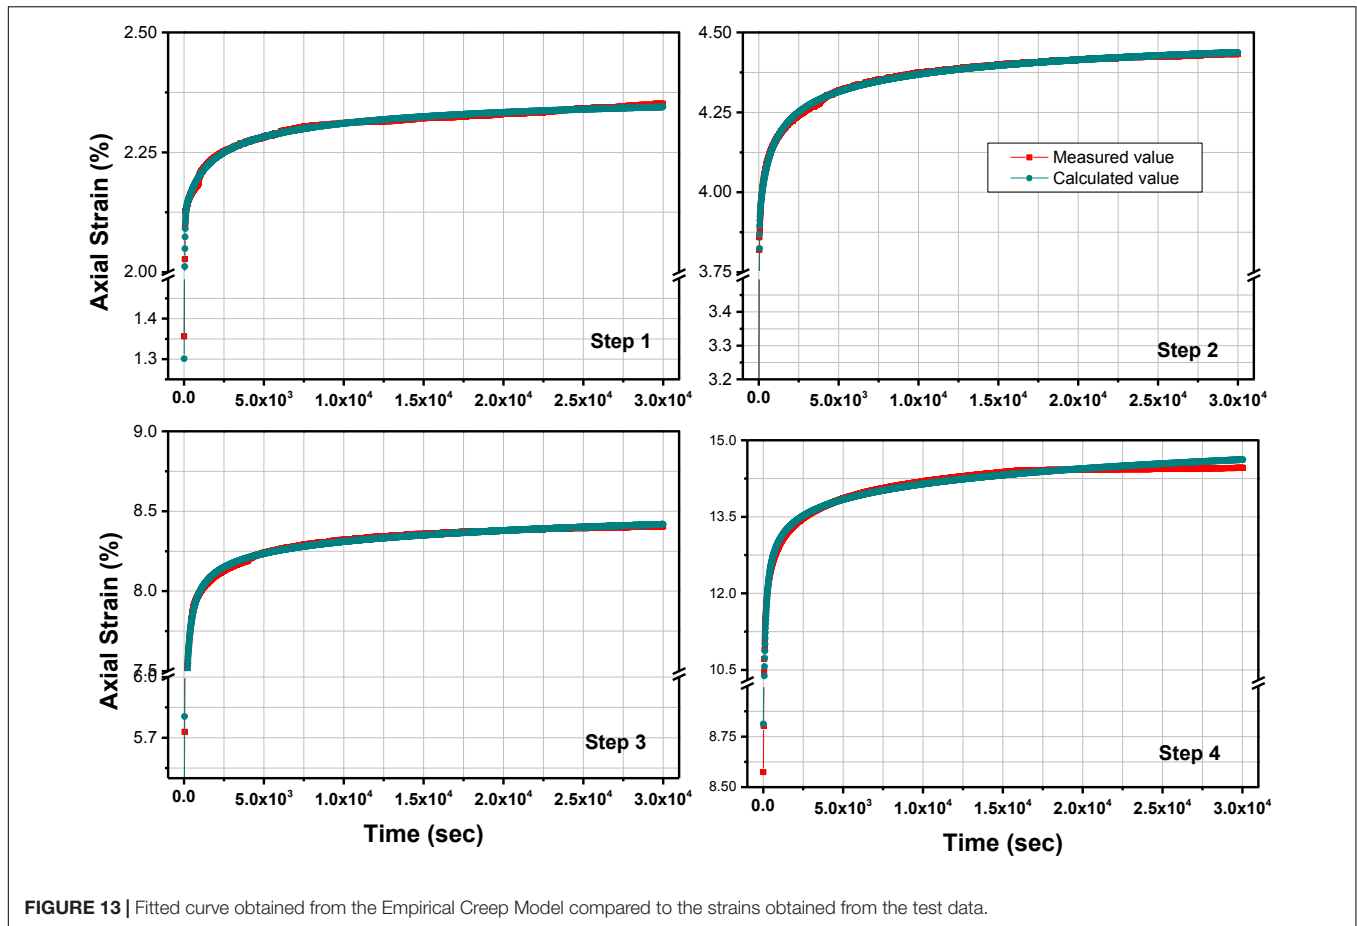 2.50
2.25
2.00
1.4
1.3
Axial Strain (%)
Step 1
0.0 5.0x10³ 1.0x10⁴ 1.5x10⁴ 2.0x10⁴ 2.5x10⁴ 3.0x10⁴
4.50
4.25
4.00
3.75
3.4
3.3
3.2
Measured value
Calculated value
Step 2
0.0 5.0x10³ 1.0x10⁴ 1.5x10⁴ 2.0x10⁴ 2.5x10⁴ 3.0x10⁴
9.0
8.5
8.0
7.5
6.0
5.7
Axial Strain (%)
Step 3
0.0 5.0x10³ 1.0x10⁴ 1.5x10⁴ 2.0x10⁴ 2.5x10⁴ 3.0x10⁴
Time (sec)
15.0
13.5
12.0
10.5
8.75
8.50
Step 4
0.0 5.0x10³ 1.0x10⁴ 1.5x10⁴ 2.0x10⁴ 2.5x10⁴ 3.0x10⁴
Time (sec)
FIGURE 13 | Fitted curve obtained from the Empirical Creep Model compared to the strains obtained from the test data.